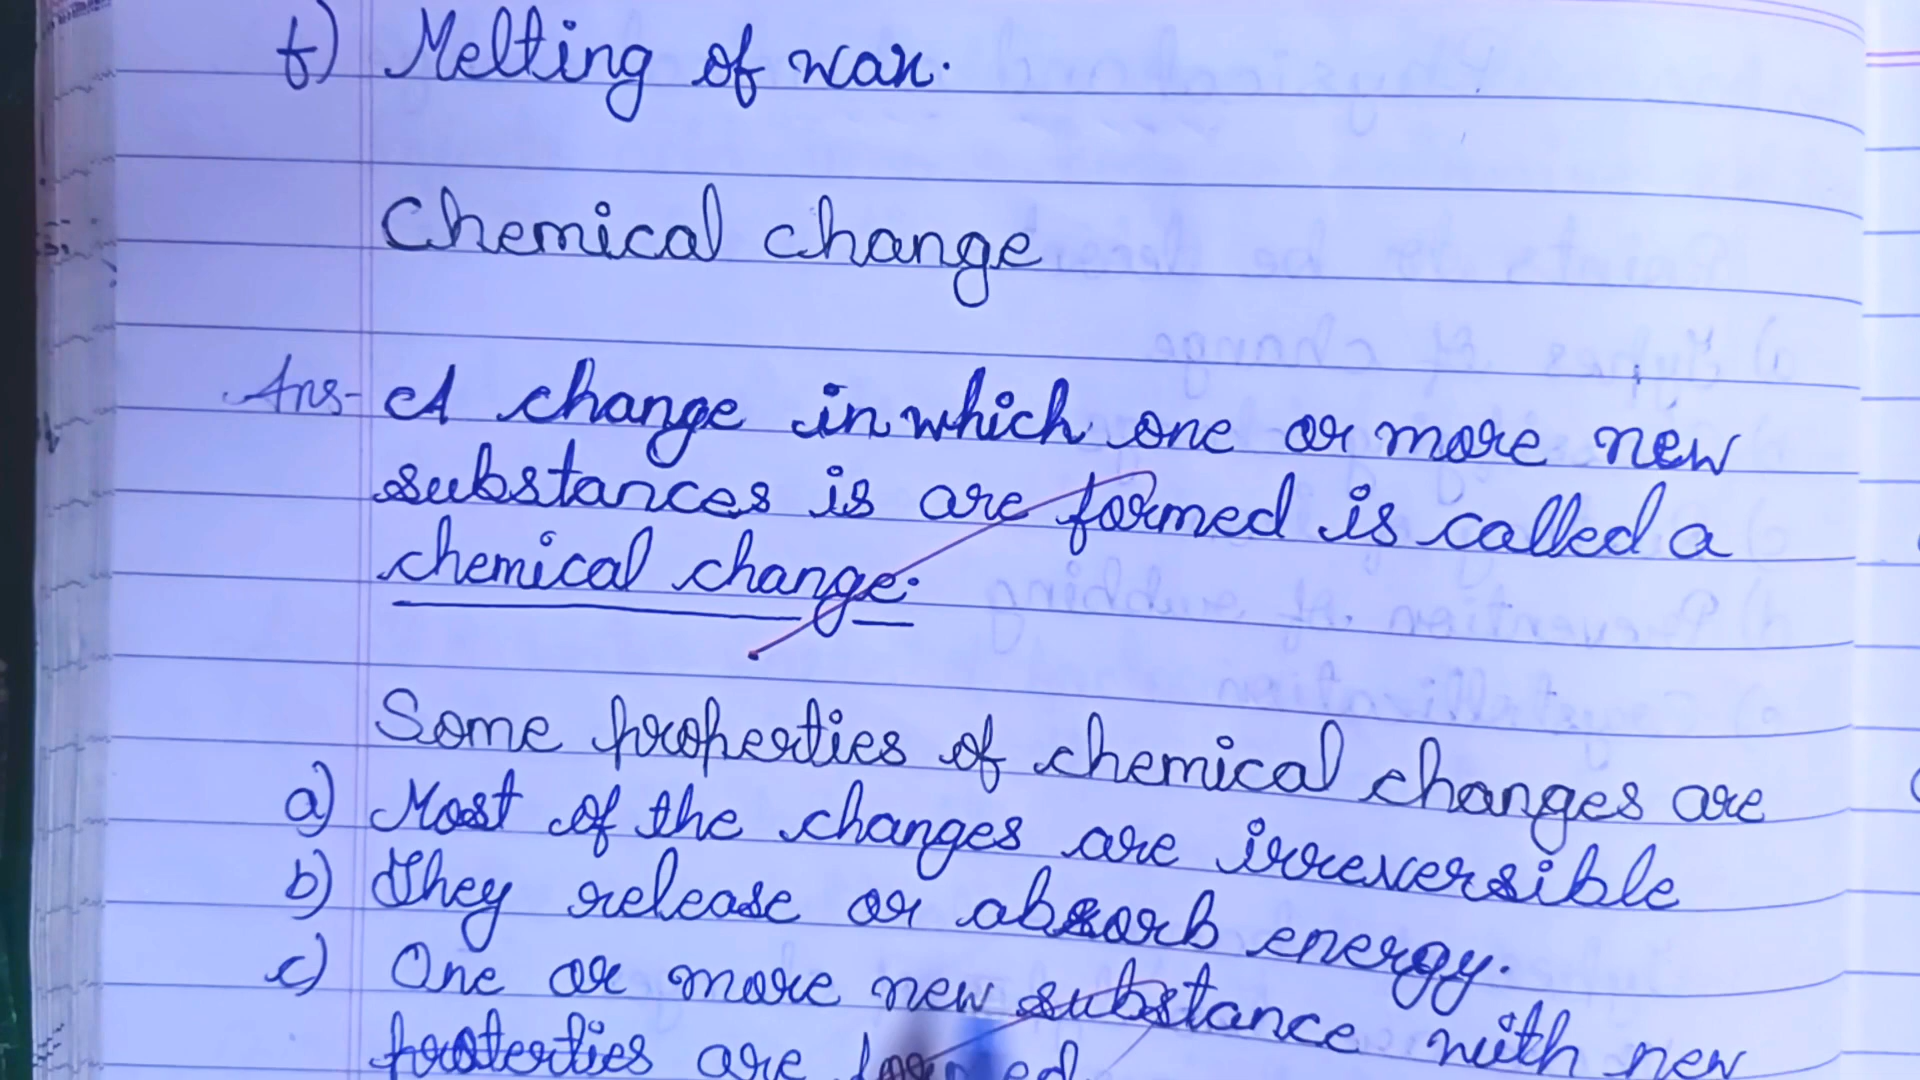 f) Melting of wax.
Chemical change
Ans- A change in which one or more new
substances is are formed is called a
chemical change.
Some properties of chemical changes are
a) Most of the changes are irreversible
b) They release or absorb energy.
c) One or more new substance with new
proterties are formed